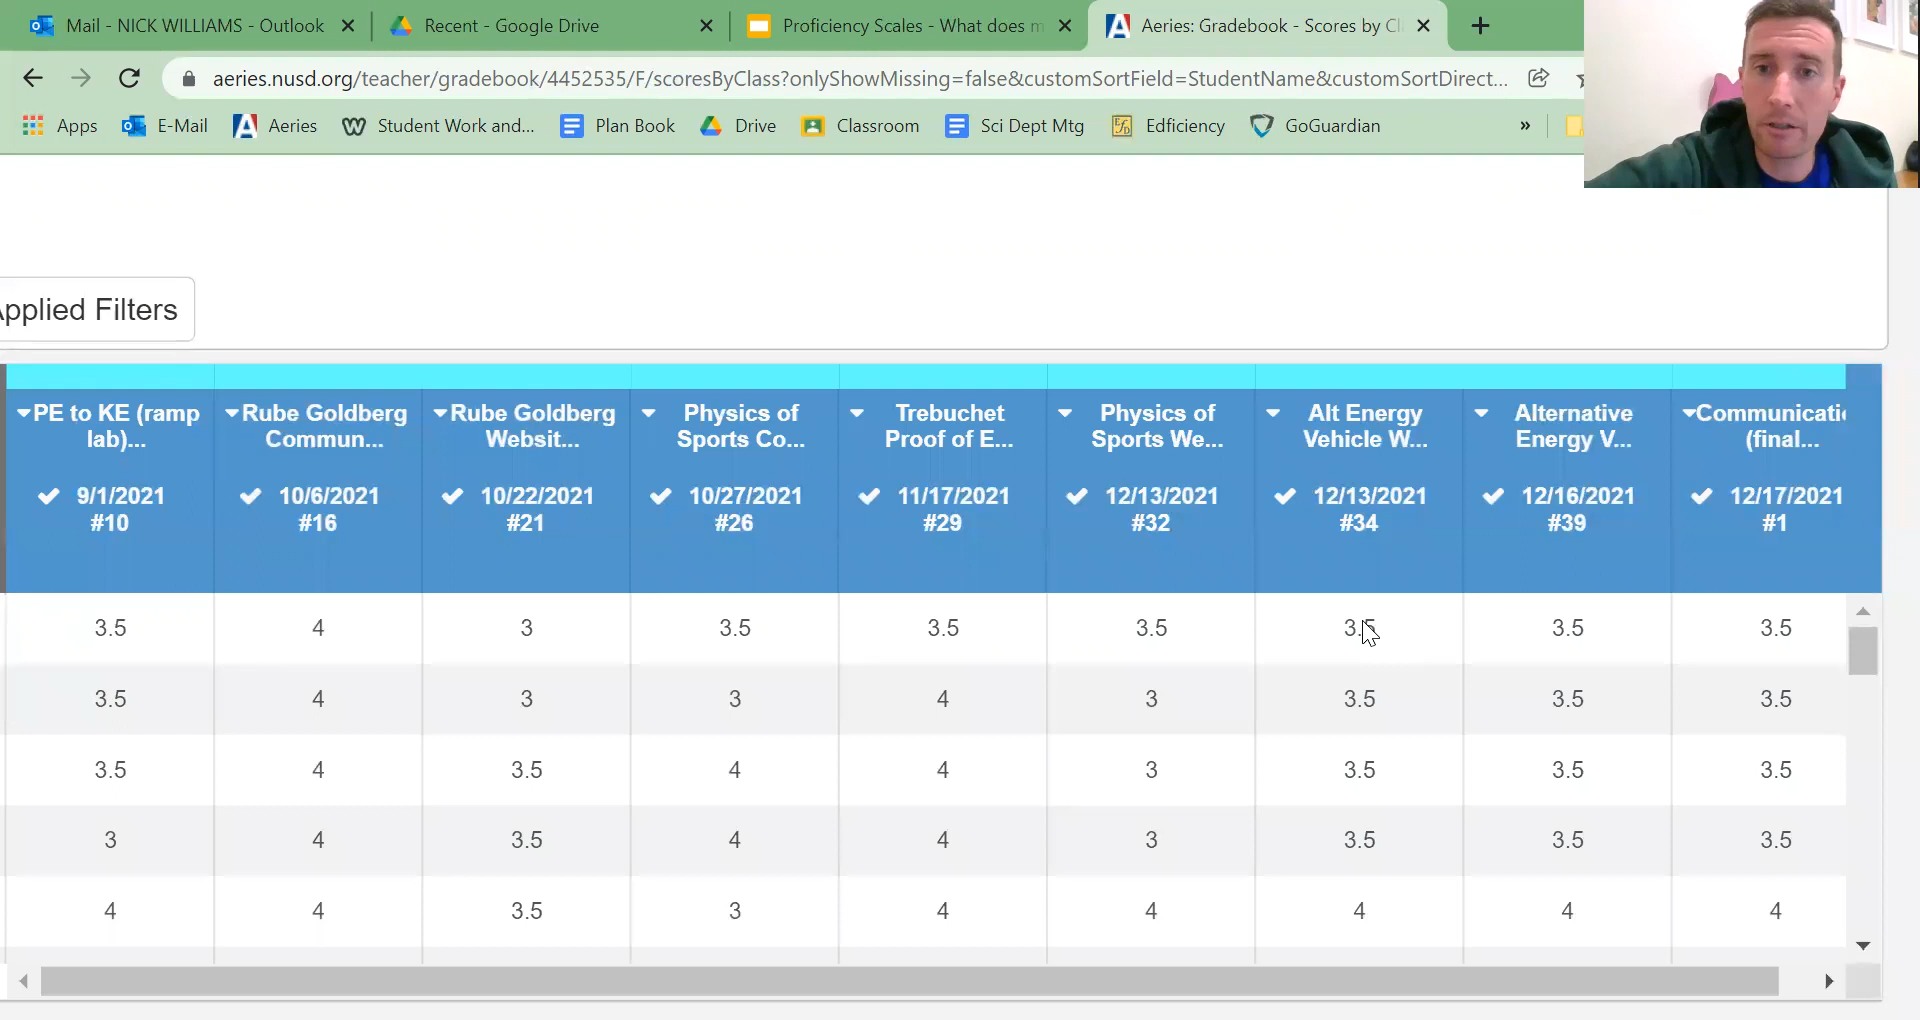 Mail - NICK WILLIAMS - Outlook
Recent - Google Drive
Proficiency Scales - What does m
Aeries: Gradebook - Scores by Cl
aeries.nusd.org/teacher/gradebook/4452535/F/scoresByClass?onlyShowMissing=false&customSortField=StudentName&customSortDirect...
Apps E-Mail Aeries Student Work and... Plan Book Drive Classroom Sci Dept Mtg Edficiency GoGuardian »
Applied Filters
PE to KE (ramp lab)...
9/1/2021
#10
Rube Goldberg Commun...
10/6/2021
#16
Rube Goldberg Websit...
10/22/2021
#21
Physics of Sports Co...
10/27/2021
#26
Trebuchet Proof of E...
11/17/2021
#29
Physics of Sports We...
12/13/2021
#32
Alt Energy Vehicle W...
12/13/2021
#34
Alternative Energy V...
12/16/2021
#39
Communicati (final...
12/17/2021
#1
3.5 4 3 3.5 3.5 3.5 3.5 3.5 3.5
3.5 4 3 3 4 3 3.5 3.5 3.5
3.5 4 3.5 4 4 3 3.5 3.5 3.5
3 4 3.5 4 4 3 3.5 3.5 3.5
4 4 3.5 3 4 4 4 4 4